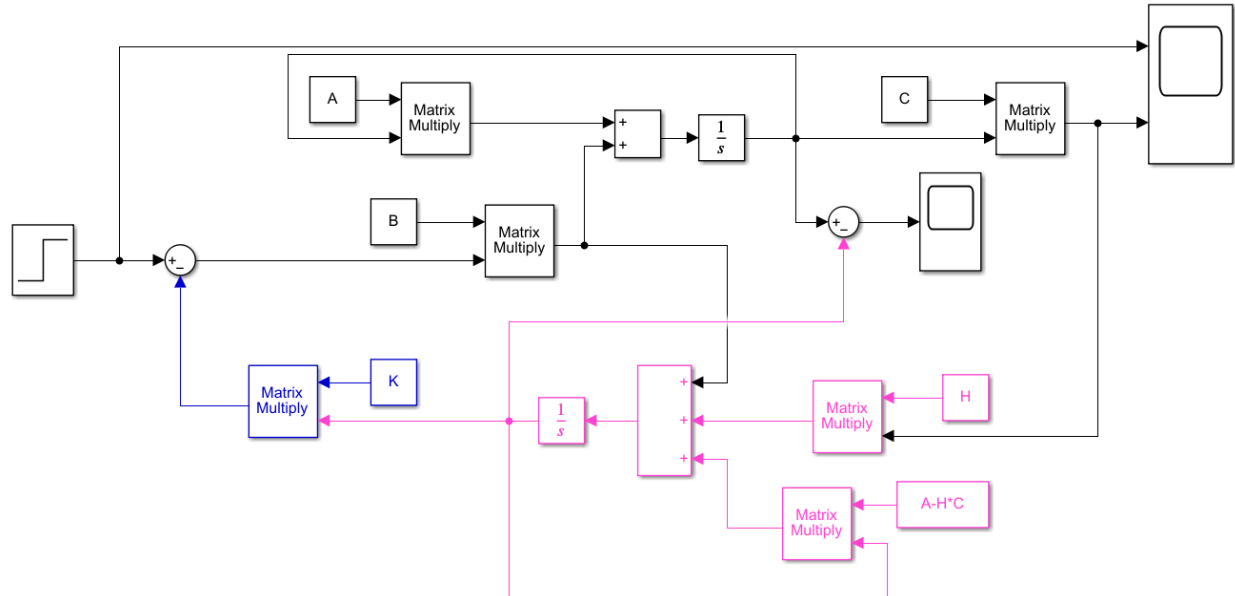 A
Matrix
Multiply
+
+
1
s
C
Matrix
Multiply
B
Matrix
Multiply
+
−
+
−
K
Matrix
Multiply
1
s
+
+
+
Matrix
Multiply
H
Matrix
Multiply
A-H*C